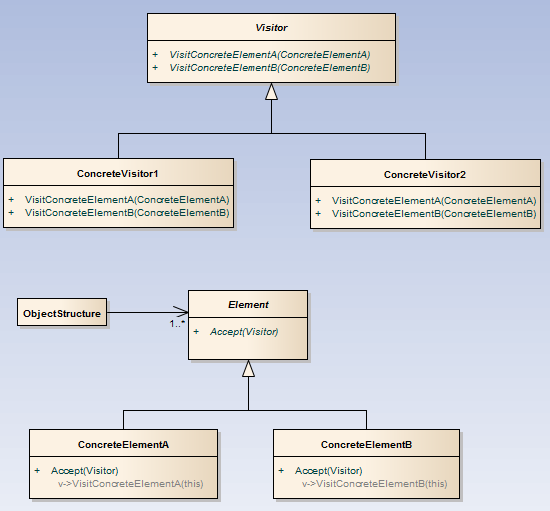 Visitor
+ VisitConcreteElementA(ConcreteElementA)
+ VisitConcreteElementB(ConcreteElementB)
ConcreteVisitor1
+ VisitConcreteElementA(ConcreteElementA)
+ VisitConcreteElementB(ConcreteElementB)
ConcreteVisitor2
+ VisitConcreteElementA(ConcreteElementA)
+ VisitConcreteElementB(ConcreteElementB)
ObjectStructure
1..*
Element
+ Accept(Visitor)
ConcreteElementA
+ Accept(Visitor)
v->VisitConcreteElementA(this)
ConcreteElementB
+ Accept(Visitor)
v->VisitConcreteElementB(this)